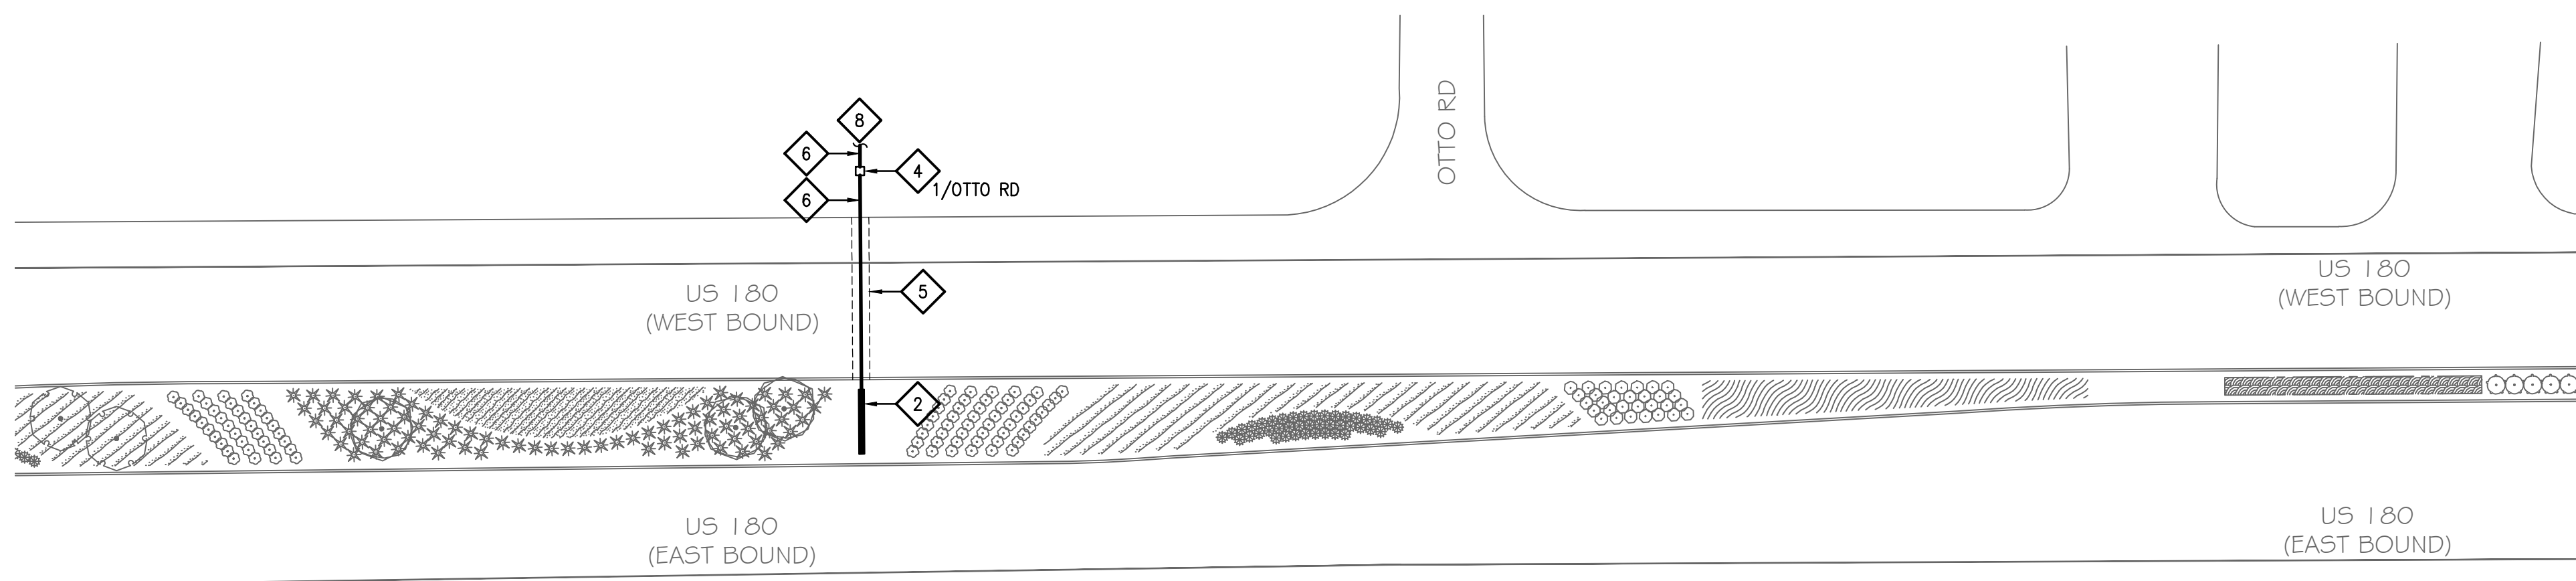 OTTO RD
8
6
4
1/OTTO RD
6
5
US 180
(WEST BOUND)
US 180
(WEST BOUND)
2
US 180
(EAST BOUND)
US 180
(EAST BOUND)